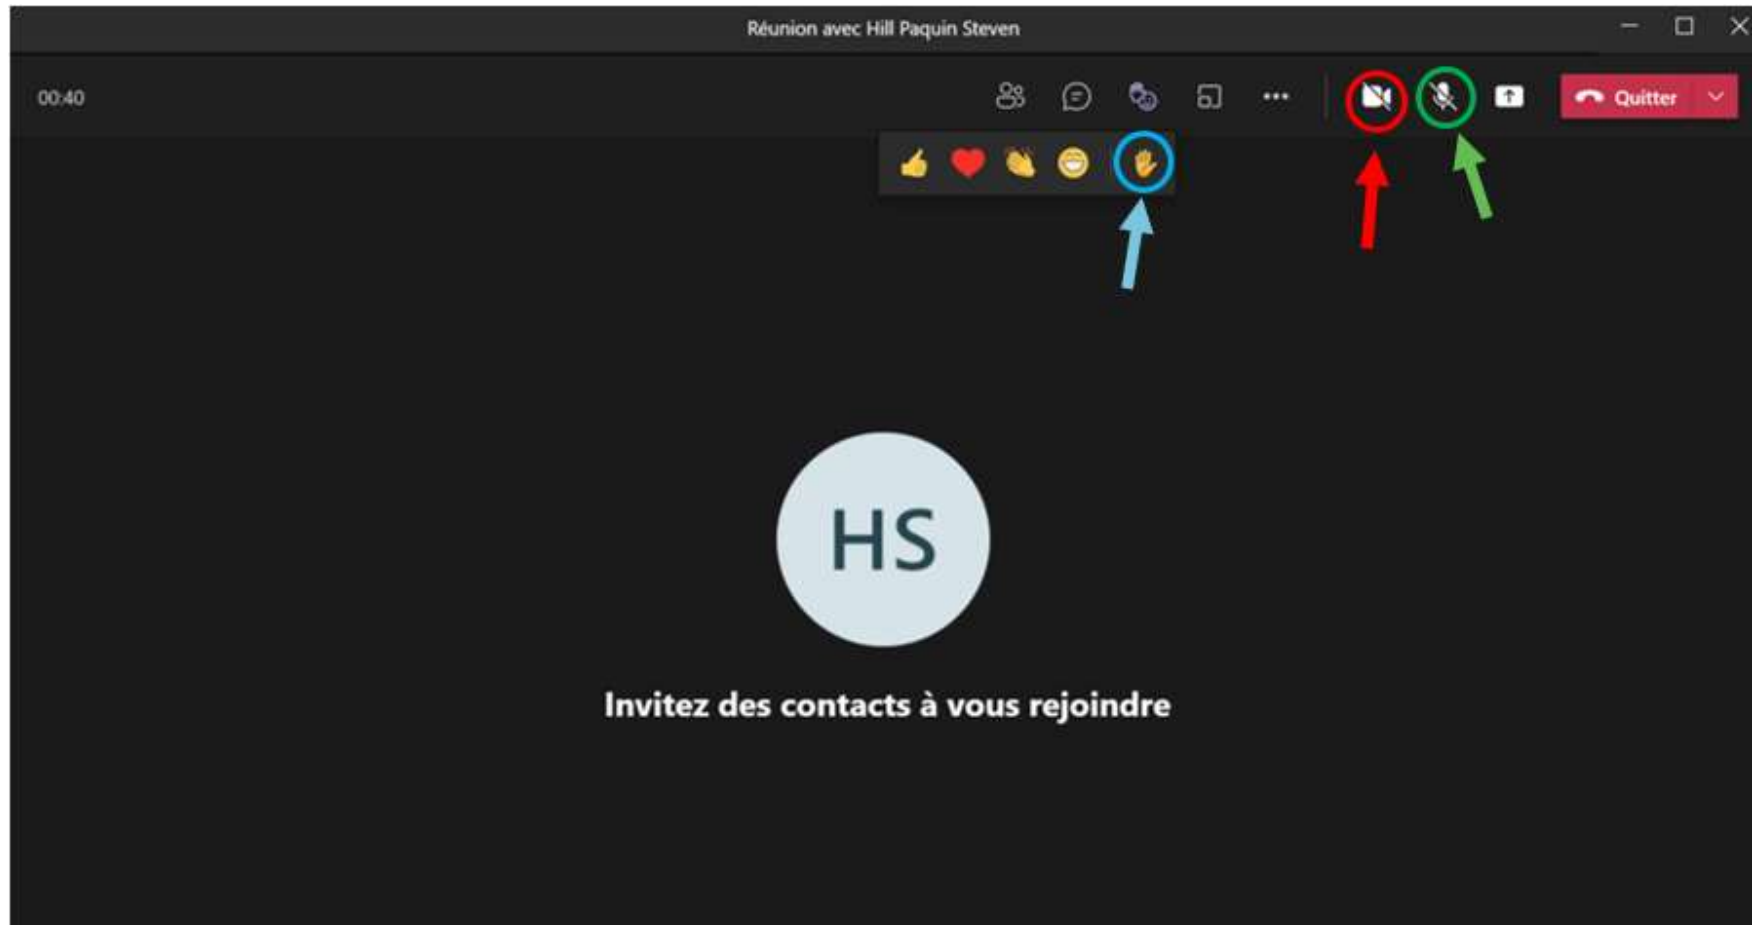 Réunion avec Hill Paquin Steven
00:40
Quitter
HS
Invitez des contacts à vous rejoindre